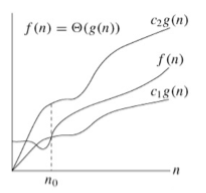 f(n) = Θ(g(n))
c₂g(n)
f(n)
c₁g(n)
n
n₀